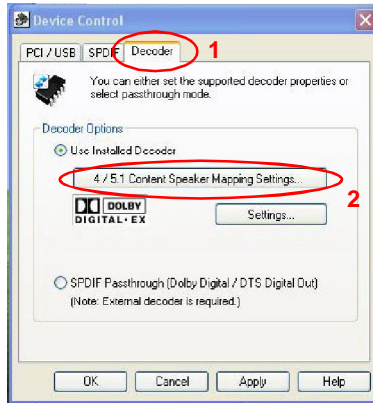 Device Control
PCI / USB SPDIF Decoder 1
You can either set the supported decoder properties or
select passthrough mode.
Decoder Options
Use Installed Decoder
4 / 5.1 Content Speaker Mapping Settings...
2
DOLBY
DIGITAL·EX
Settings...
SPDIF Passthrough (Dolby Digital / DTS Digital Out)
(Note: External decoder is required.)
OK Cancel Apply Help